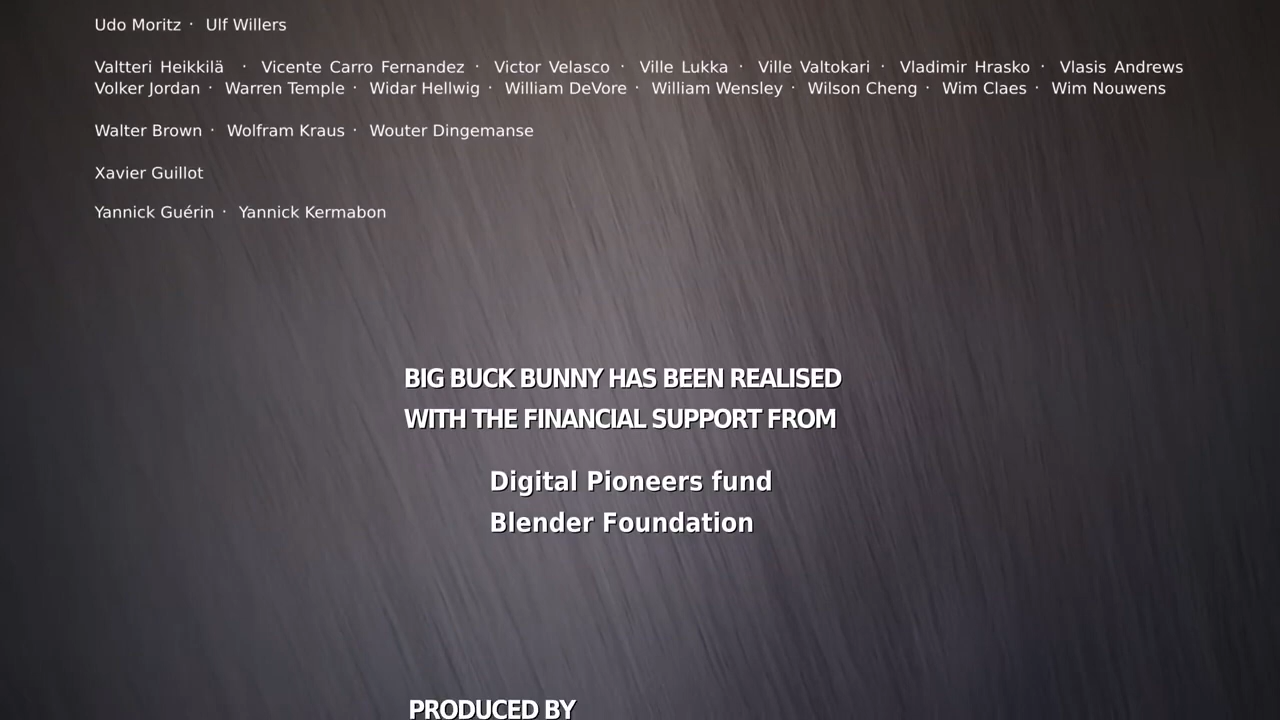 Udo Moritz · Ulf Willers
Valtteri Heikkilä · Vicente Carro Fernandez · Victor Velasco · Ville Lukka · Ville Valtokari · Vladimir Hrasko · Vlasis Andrews
Volker Jordan · Warren Temple · Widar Hellwig · William DeVore · William Wensley · Wilson Cheng · Wim Claes · Wim Nouwens
Walter Brown · Wolfram Kraus · Wouter Dingemanse
Xavier Guillot
Yannick Guérin · Yannick Kermabon
BIG BUCK BUNNY HAS BEEN REALISED
WITH THE FINANCIAL SUPPORT FROM
Digital Pioneers fund
Blender Foundation
PRODUCED BY